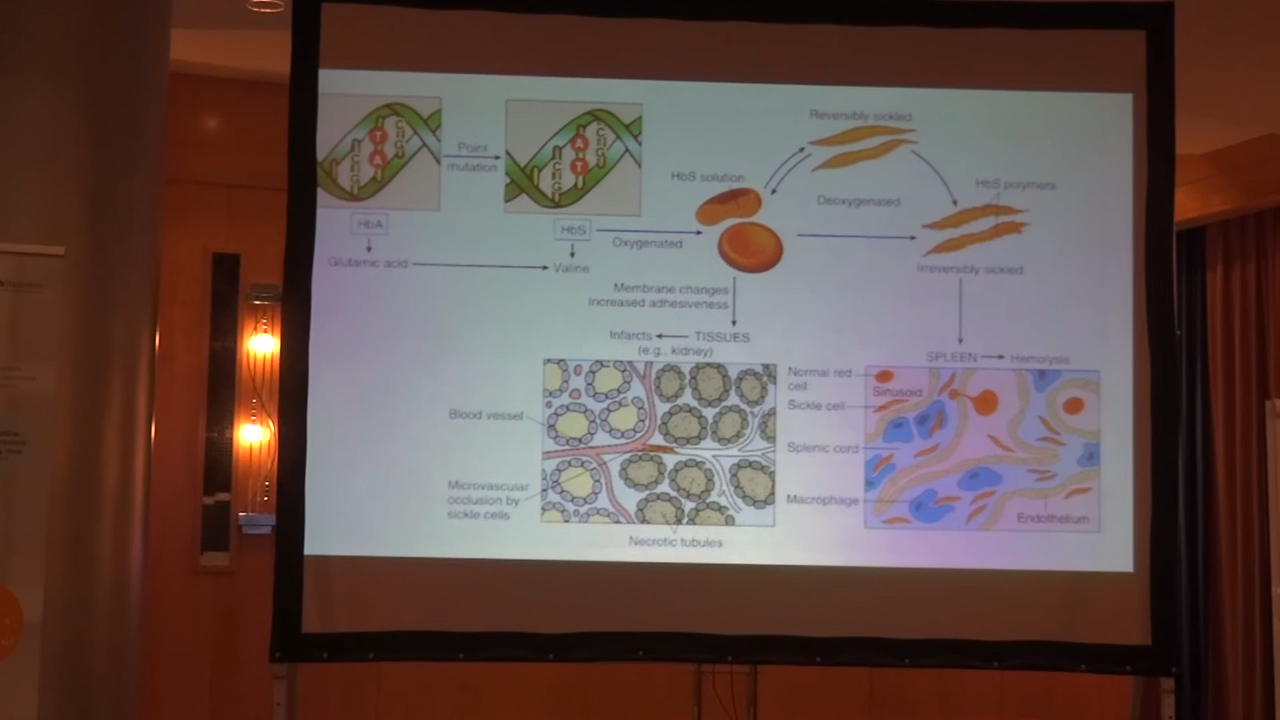 Point
mutation
HbA
Glutamic acid
HbS
Valine
Oxygenated
HbS solution
Reversibly sickled
Deoxygenated
HbS polymers
Irreversibly sickled
Membrane changes
increased adhesiveness
Infarcts
TISSUES
(e.g., kidney)
SPLEEN
Hemolysis
Blood vessel
Microvascular
occlusion by
sickle cells
Necrotic tubules
Normal red
cell
Sickle cell
Splenic cord
Macrophage
Sinusoid
Endothelium
T
A
C G
C G
A
T
C G
C G